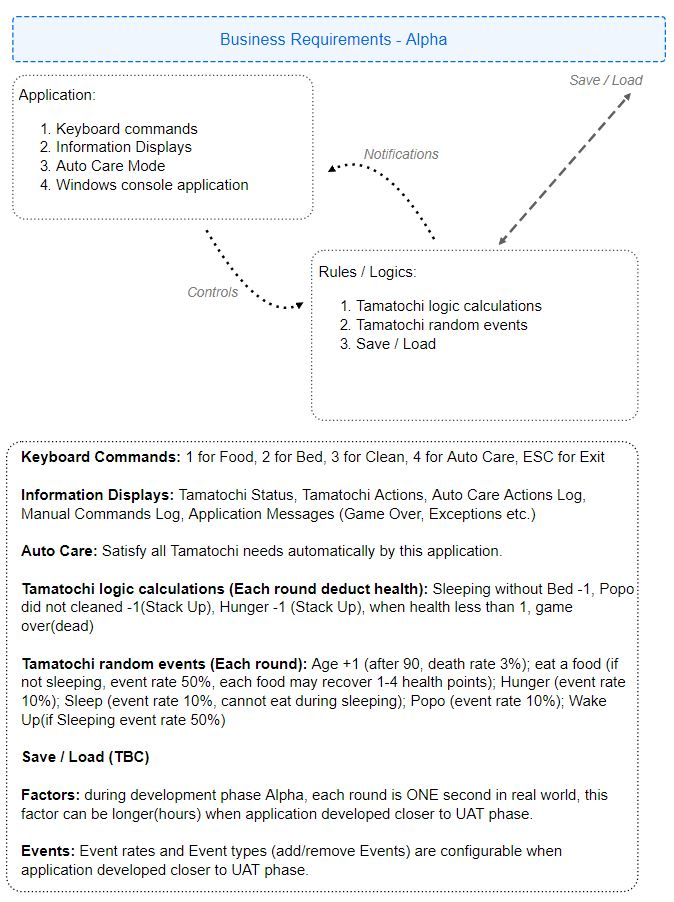 Business Requirements - Alpha
Save / Load
Application:
1. Keyboard commands
2. Information Displays
3. Auto Care Mode
4. Windows console application
Notifications
Controls
Rules / Logics:
1. Tamatochi logic calculations
2. Tamatochi random events
3. Save / Load
Keyboard Commands: 1 for Food, 2 for Bed, 3 for Clean, 4 for Auto Care, ESC for Exit
Information Displays: Tamatochi Status, Tamatochi Actions, Auto Care Actions Log,
Manual Commands Log, Application Messages (Game Over, Exceptions etc.)
Auto Care: Satisfy all Tamatochi needs automatically by this application.
Tamatochi logic calculations (Each round deduct health): Sleeping without Bed -1, Popo
did not cleaned -1(Stack Up), Hunger -1 (Stack Up), when health less than 1, game
over(dead)
Tamatochi random events (Each round): Age +1 (after 90, death rate 3%); eat a food (if
not sleeping, event rate 50%, each food may recover 1-4 health points); Hunger (event rate
10%); Sleep (event rate 10%, cannot eat during sleeping); Popo (event rate 10%); Wake
Up(if Sleeping event rate 50%)
Save / Load (TBC)
Factors: during development phase Alpha, each round is ONE second in real world, this
factor can be longer(hours) when application developed closer to UAT phase.
Events: Event rates and Event types (add/remove Events) are configurable when
application developed closer to UAT phase.